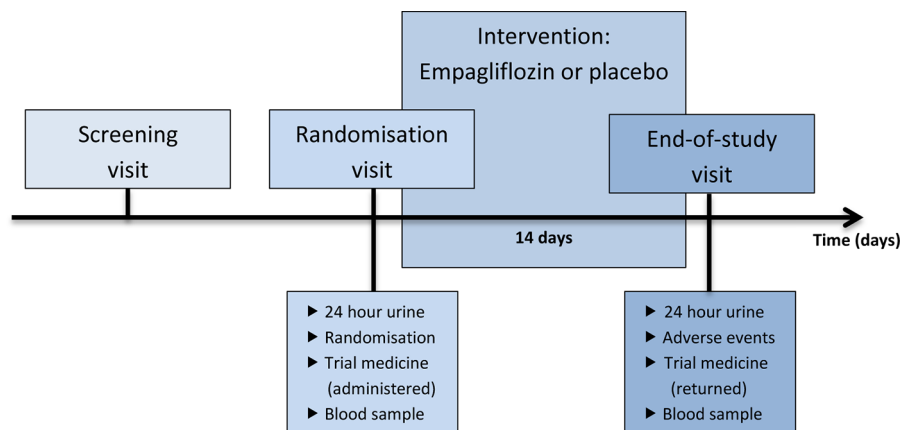 Intervention:
Empagliflozin or placebo
Screening
visit
Randomisation
visit
End-of-study
visit
14 days
Time (days)
▶ 24 hour urine
▶ Randomisation
▶ Trial medicine
(administered)
▶ Blood sample
▶ 24 hour urine
▶ Adverse events
▶ Trial medicine
(returned)
▶ Blood sample